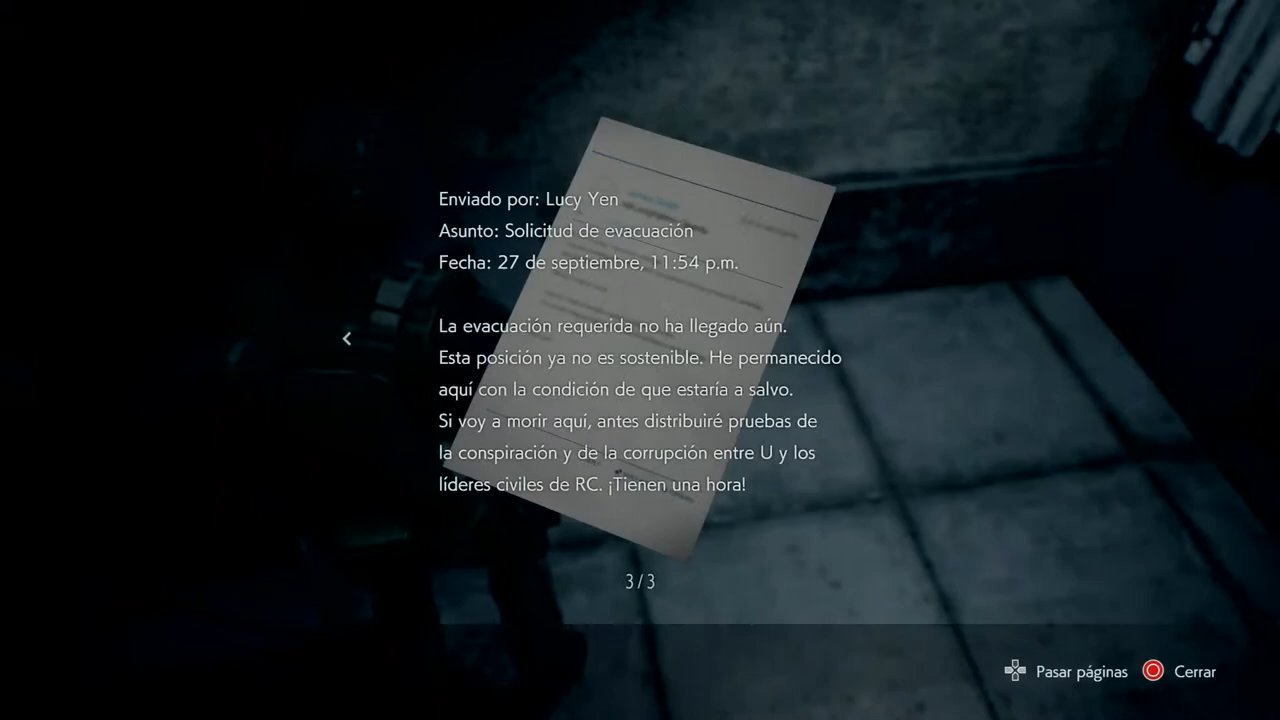 Enviado por: Lucy Yen
Asunto: Solicitud de evacuación
Fecha: 27 de septiembre, 11:54 p.m.
La evacuación requerida no ha llegado aún.
Esta posición ya no es sostenible. He permanecido
aquí con la condición de que estaría a salvo.
Si voy a morir aquí, antes distribuiré pruebas de
la conspiración y de la corrupción entre U y los
líderes civiles de RC. ¡Tienen una hora!
3/3
Pasar páginas
Cerrar